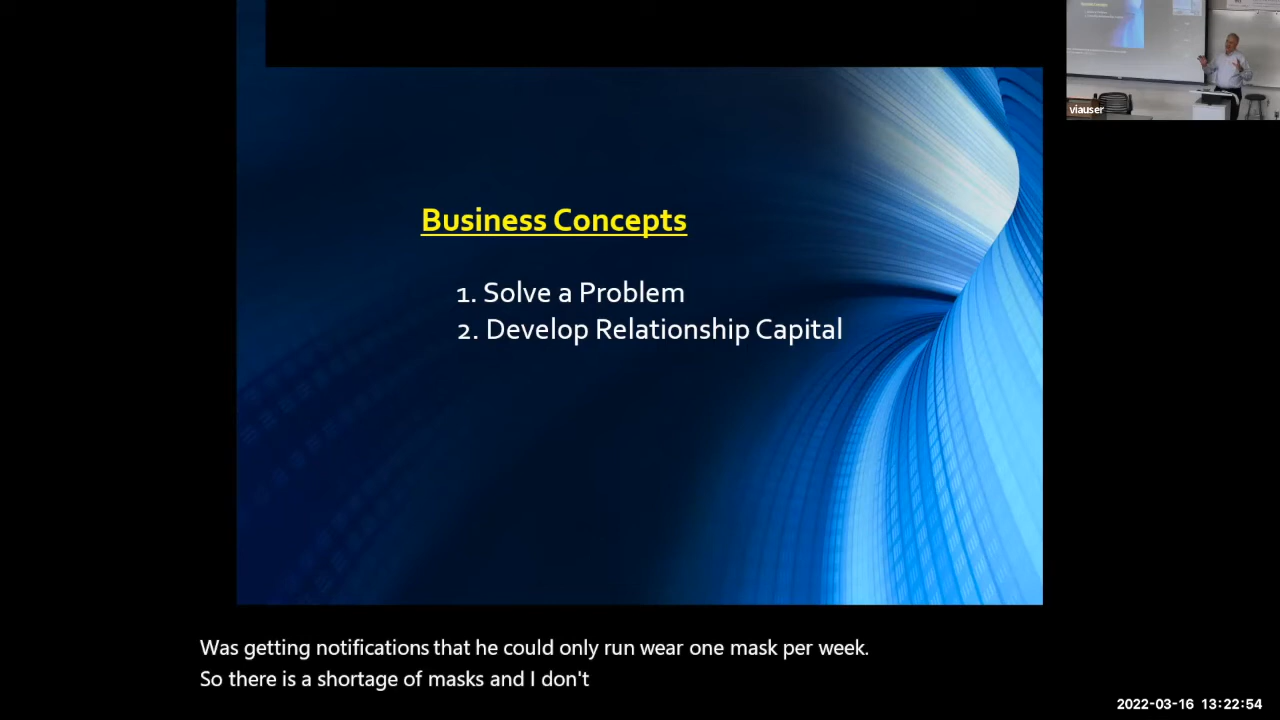 viauser
Business Concepts
1. Solve a Problem
2. Develop Relationship Capital
Was getting notifications that he could only run wear one mask per week.
So there is a shortage of masks and I don't
2022-03-16 13:22:54